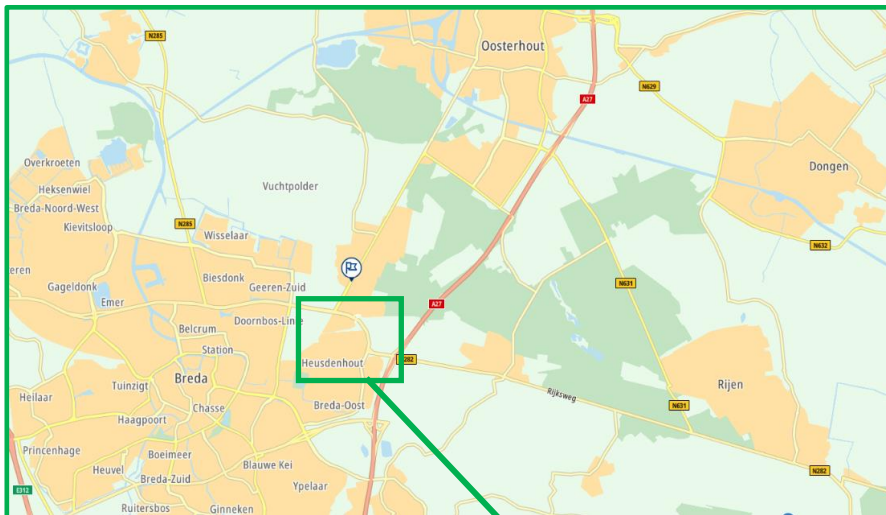 N285
Oosterhout
A27
N629
Overkroeten
Dongen
Heksenwiel
Vuchtpolder
Breda-Noord-West
N285
Kievitsloop
Wisselaar
N632
eren
Biesdonk
Gageldonk
Geeren-Zuid
N631
Emer
A27
Doornbos-Linie
Belcrum
Station
N282
Heusdenhout
Breda
Tuinzigt
Rijen
Heilaar
Rijksweg
Chasse
Breda-Oost
N631
Haagpoort
Princenhage
Boeimeer
Heuvel
Blauwe Kei
N282
Breda-Zuid
Ypelaar
E312
Ruitersbos
Ginneken